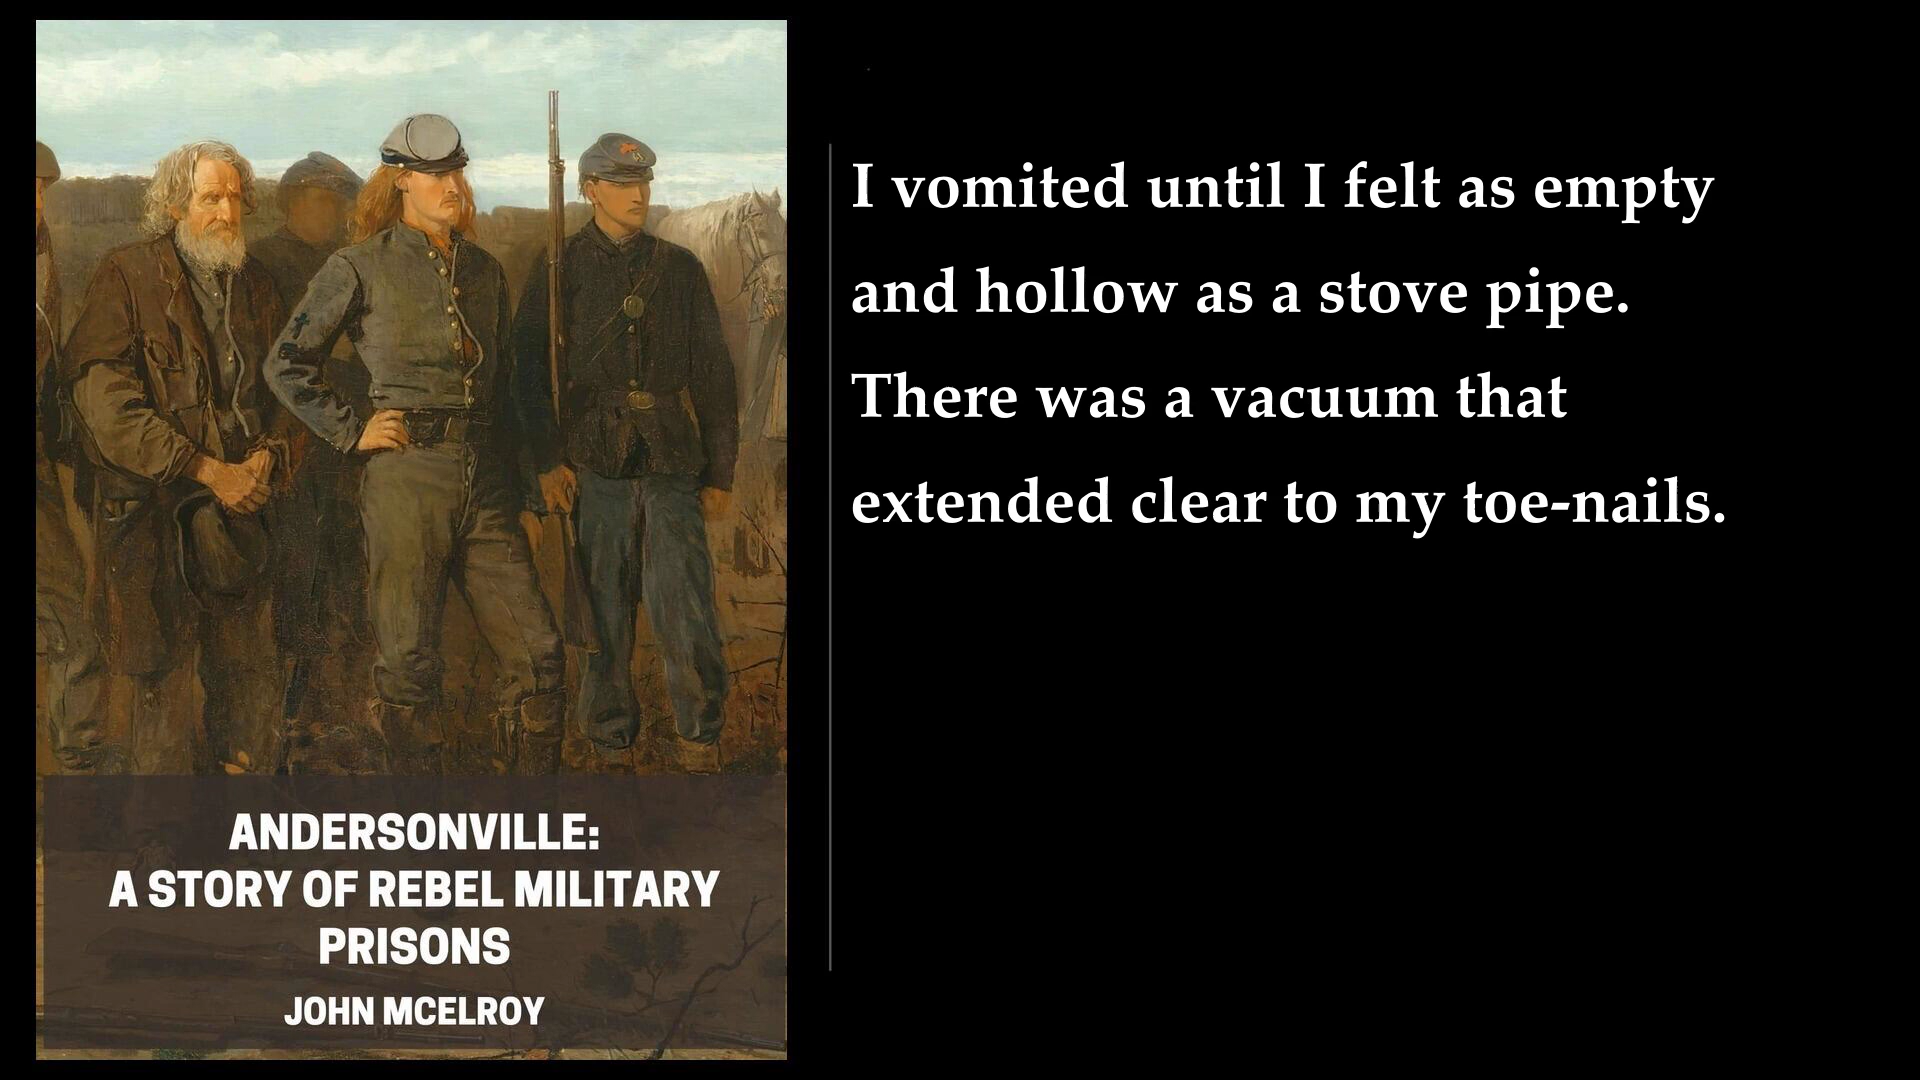 ANDERSONVILLE:
A STORY OF REBEL MILITARY
PRISONS
JOHN MCELROY
I vomited until I felt as empty
and hollow as a stove pipe.
There was a vacuum that
extended clear to my toe-nails.